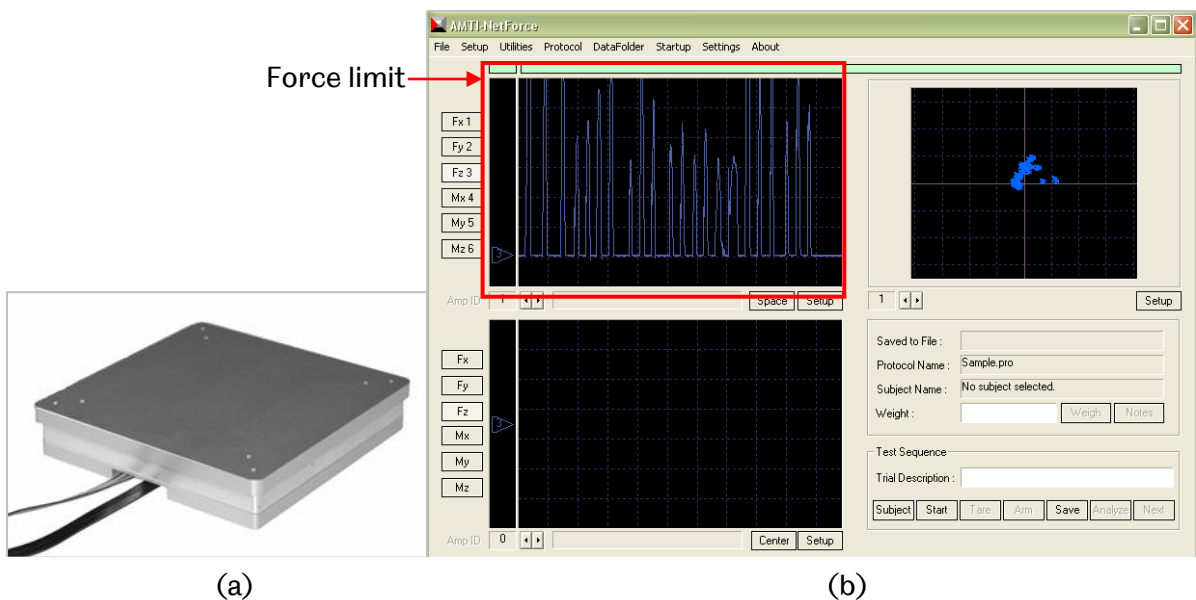 AMTI-NetForce
File Setup Utilities Protocol DataFolder Startup Settings About
Force limit
Fx 1
Fy 2
Fz 3
Mx 4
My 5
Mz 6
3
Amp ID 1 Space Setup
1 Setup
Fx
Fy
Fz
Mx
My
Mz
3
Amp ID 0 Center Setup
Saved to File :
Protocol Name : Sample.pro
Subject Name : No subject selected.
Weight : Weigh Notes
Test Sequence
Trial Description :
Subject Start Tare Arm Save Analyze Next
(a) (b)